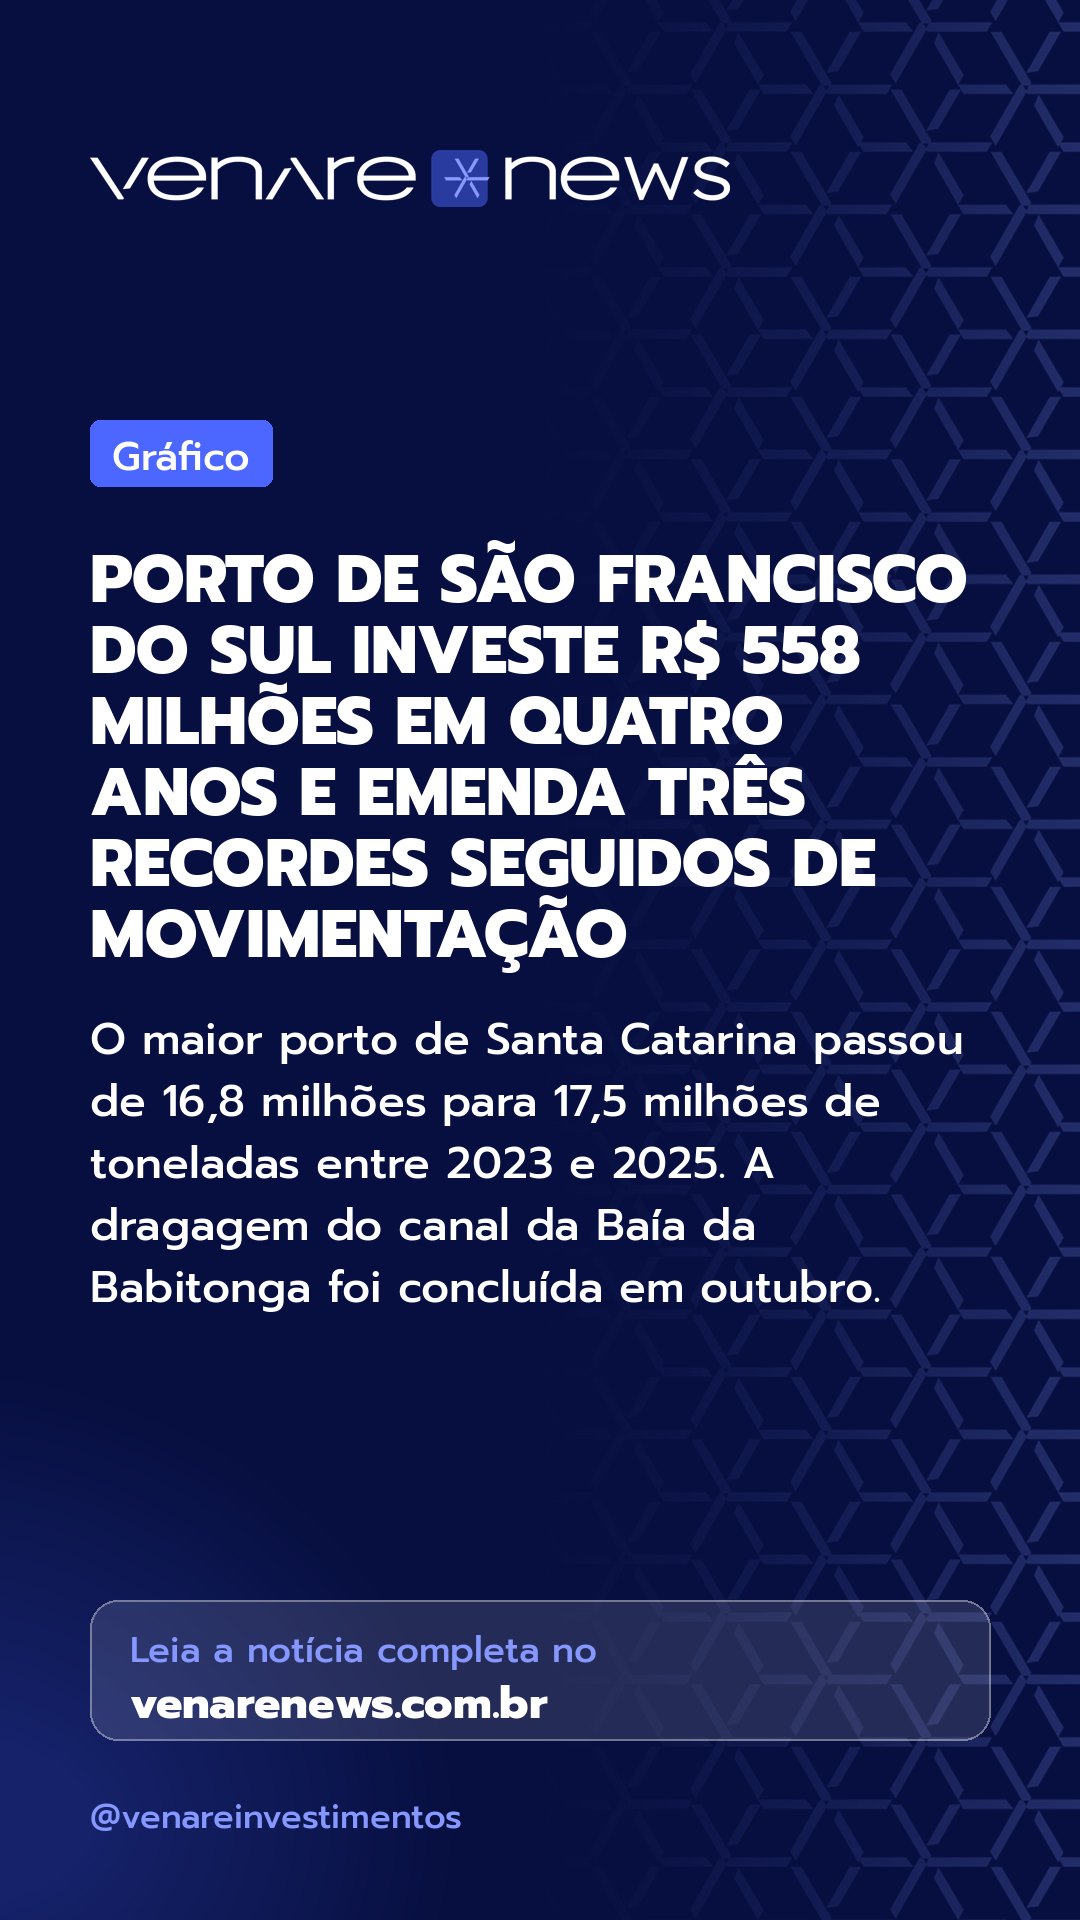 venare news
Gráfico
PORTO DE SÃO FRANCISCO
DO SUL INVESTE R$ 558
MILHÕES EM QUATRO
ANOS E EMENDA TRÊS
RECORDES SEGUIDOS DE
MOVIMENTAÇÃO
O maior porto de Santa Catarina passou
de 16,8 milhões para 17,5 milhões de
toneladas entre 2023 e 2025. A
dragagem do canal da Baía da
Babitonga foi concluída em outubro.
Leia a notícia completa no
venarenews.com.br
@venareinvestimentos